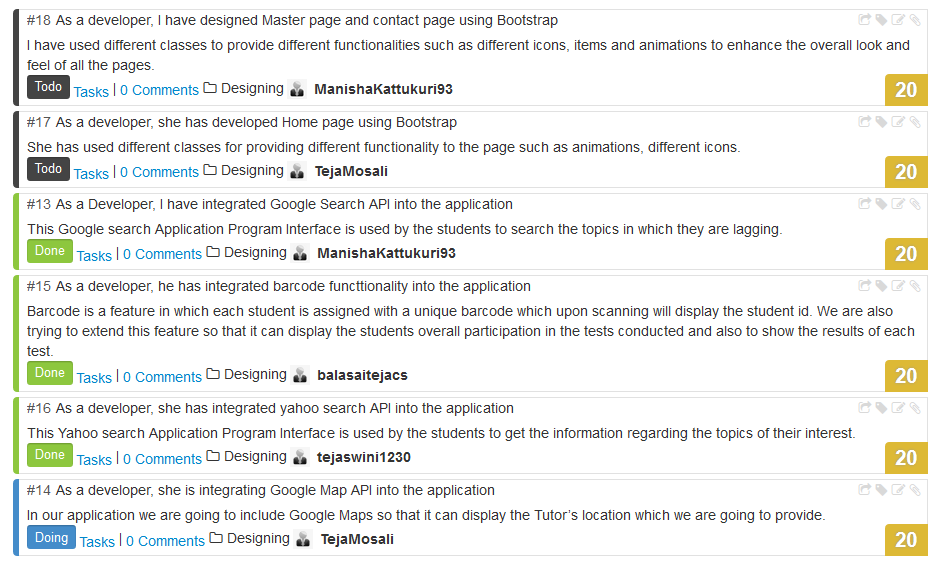 #18 As a developer, I have designed Master page and contact page using Bootstrap
I have used different classes to provide different functionalities such as different icons, items and animations to enhance the overall look and
feel of all the pages.
Todo Tasks | 0 Comments Designing ManishaKattukuri93 20
#17 As a developer, she has developed Home page using Bootstrap
She has used different classes for providing different functionality to the page such as animations, different icons.
Todo Tasks | 0 Comments Designing TejaMosali 20
#13 As a Developer, I have integrated Google Search API into the application
This Google search Application Program Interface is used by the students to search the topics in which they are lagging.
Done Tasks | 0 Comments Designing ManishaKattukuri93 20
#15 As a developer, he has integrated barcode functtionality into the application
Barcode is a feature in which each student is assigned with a unique barcode which upon scanning will display the student id. We are also
trying to extend this feature so that it can display the students overall participation in the tests conducted and also to show the results of each
test.
Done Tasks | 0 Comments Designing balasaitejacs 20
#16 As a developer, she has integrated yahoo search API into the application
This Yahoo search Application Program Interface is used by the students to get the information regarding the topics of their interest.
Done Tasks | 0 Comments Designing tejaswini1230 20
#14 As a developer, she is integrating Google Map API into the application
In our application we are going to include Google Maps so that it can display the Tutor's location which we are going to provide.
Doing Tasks | 0 Comments Designing TejaMosali 20